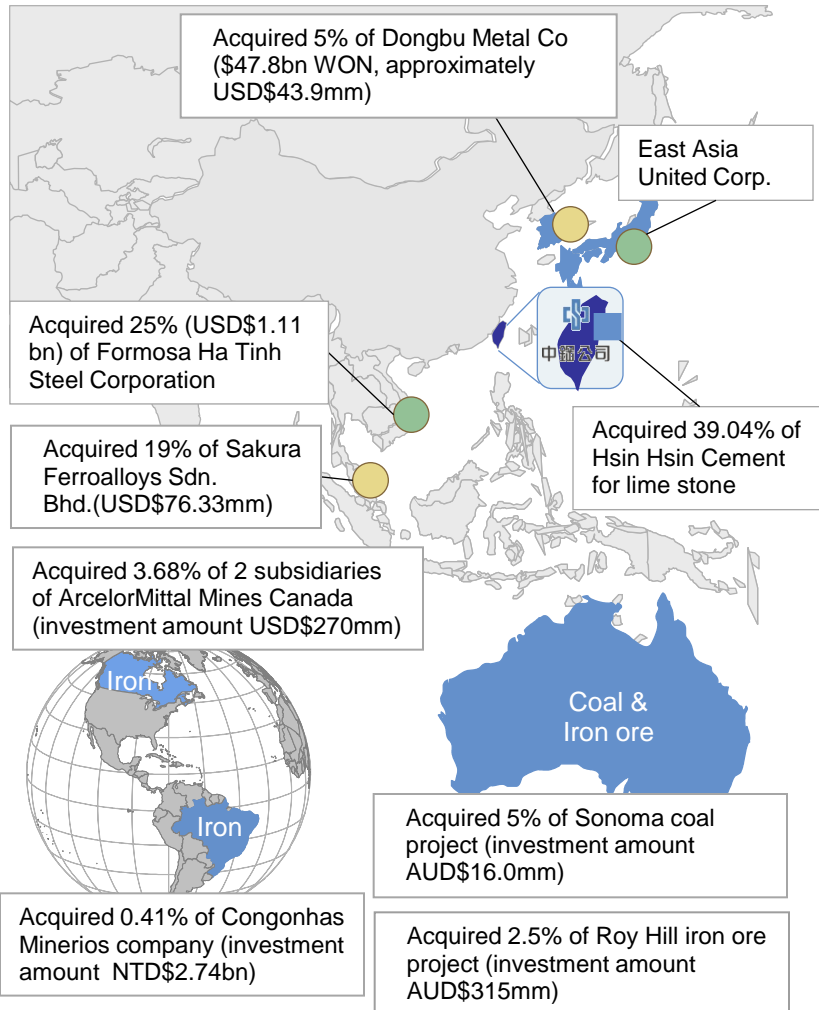 Acquired 5% of Dongbu Metal Co
($47.8bn WON, approximately
USD$43.9mm)
East Asia
United Corp.
Acquired 25% (USD$1.11
bn) of Formosa Ha Tinh
Steel Corporation
中鋼公司
Acquired 39.04% of
Hsin Hsin Cement
for lime stone
Acquired 19% of Sakura
Ferroalloys Sdn.
Bhd.(USD$76.33mm)
Acquired 3.68% of 2 subsidiaries
of ArcelorMittal Mines Canada
(investment amount USD$270mm)
Iron
Coal &
Iron ore
Iron
Acquired 5% of Sonoma coal
project (investment amount
AUD$16.0mm)
Acquired 0.41% of Congonhas
Minerios company (investment
amount  NTD$2.74bn)
Acquired 2.5% of Roy Hill iron ore
project (investment amount
AUD$315mm)